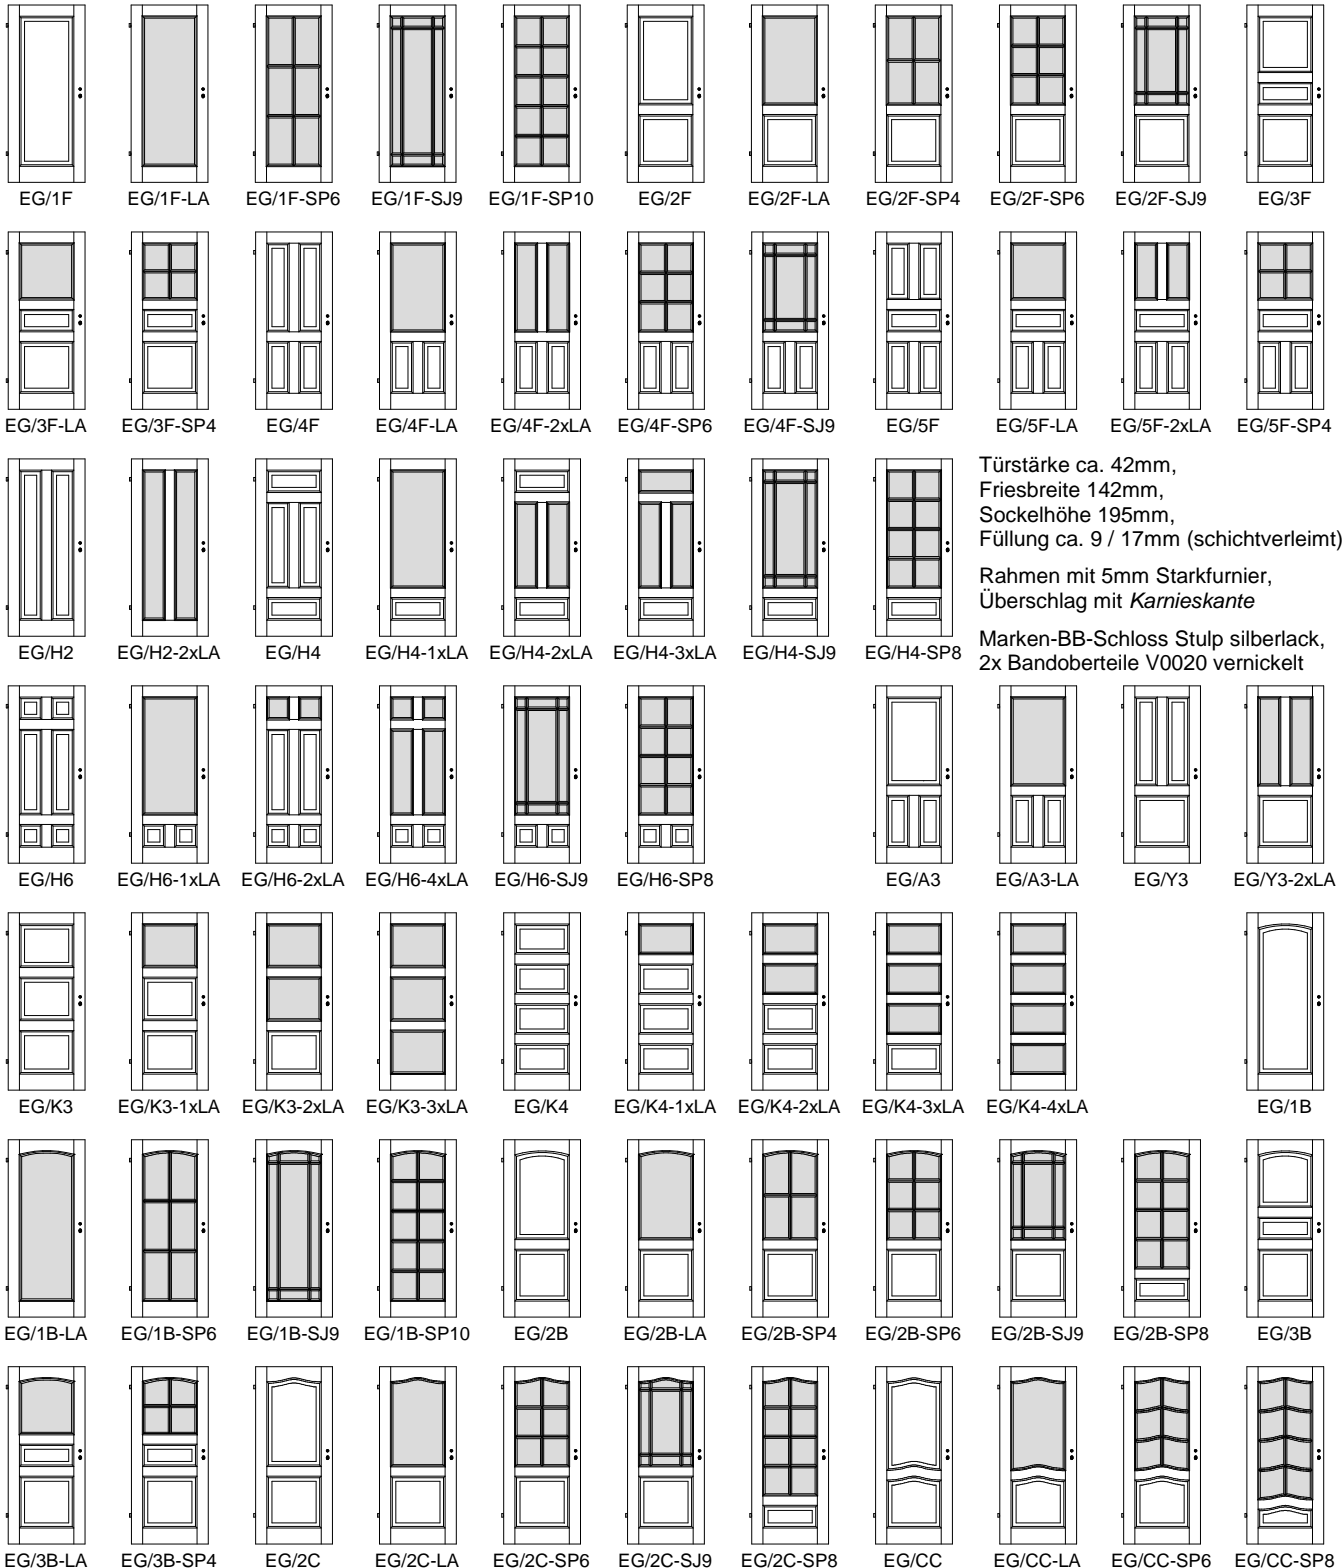 EG/1F EG/1F-LA EG/1F-SP6 EG/1F-SJ9 EG/1F-SP10 EG/2F EG/2F-LA EG/2F-SP4 EG/2F-SP6 EG/2F-SJ9 EG/3F
EG/3F-LA EG/3F-SP4 EG/4F EG/4F-LA EG/4F-2xLA EG/4F-SP6 EG/4F-SJ9 EG/5F EG/5F-LA EG/5F-2xLA EG/5F-SP4
Türstärke ca. 42mm,
Friesbreite 142mm,
Sockelhöhe 195mm,
Füllung ca. 9 / 17mm (schichtverleimt)
Rahmen mit 5mm Starkfurnier,
Überschlag mit Karnieskante
Marken-BB-Schloss Stulp silberlack,
2x Bandoberteile V0020 vernickelt
EG/H2 EG/H2-2xLA EG/H4 EG/H4-1xLA EG/H4-2xLA EG/H4-3xLA EG/H4-SJ9 EG/H4-SP8
EG/H6 EG/H6-1xLA EG/H6-2xLA EG/H6-4xLA EG/H6-SJ9 EG/H6-SP8 EG/A3 EG/A3-LA EG/Y3 EG/Y3-2xLA
EG/K3 EG/K3-1xLA EG/K3-2xLA EG/K3-3xLA EG/K4 EG/K4-1xLA EG/K4-2xLA EG/K4-3xLA EG/K4-4xLA EG/1B
EG/1B-LA EG/1B-SP6 EG/1B-SJ9 EG/1B-SP10 EG/2B EG/2B-LA EG/2B-SP4 EG/2B-SP6 EG/2B-SJ9 EG/2B-SP8 EG/3B
EG/3B-LA EG/3B-SP4 EG/2C EG/2C-LA EG/2C-SP6 EG/2C-SJ9 EG/2C-SP8 EG/CC EG/CC-LA EG/CC-SP6 EG/CC-SP8